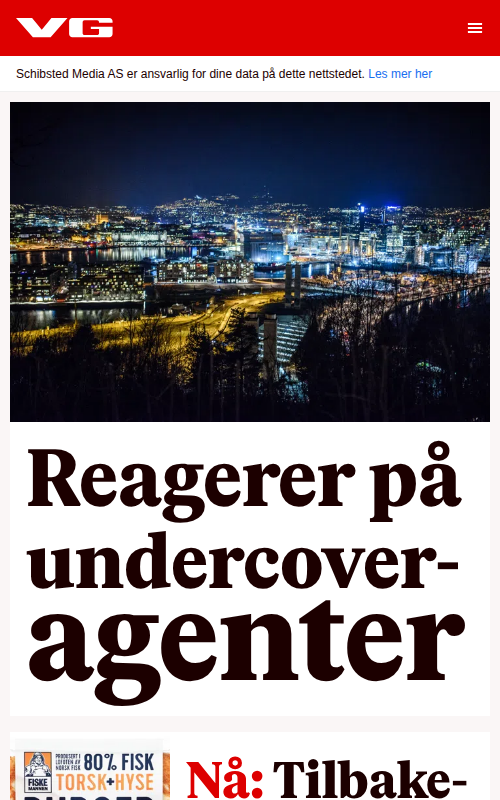 VG
Schibsted Media AS er ansvarlig for dine data på dette nettstedet. Les mer her
Reagerer på
undercover-
agenter
PRODUSERT I
LOFOTEN AV
NORSK FISK
80% FISK
FISKE
MANNEN
TORSK+HYSE
BURGER
Nå: Tilbake-